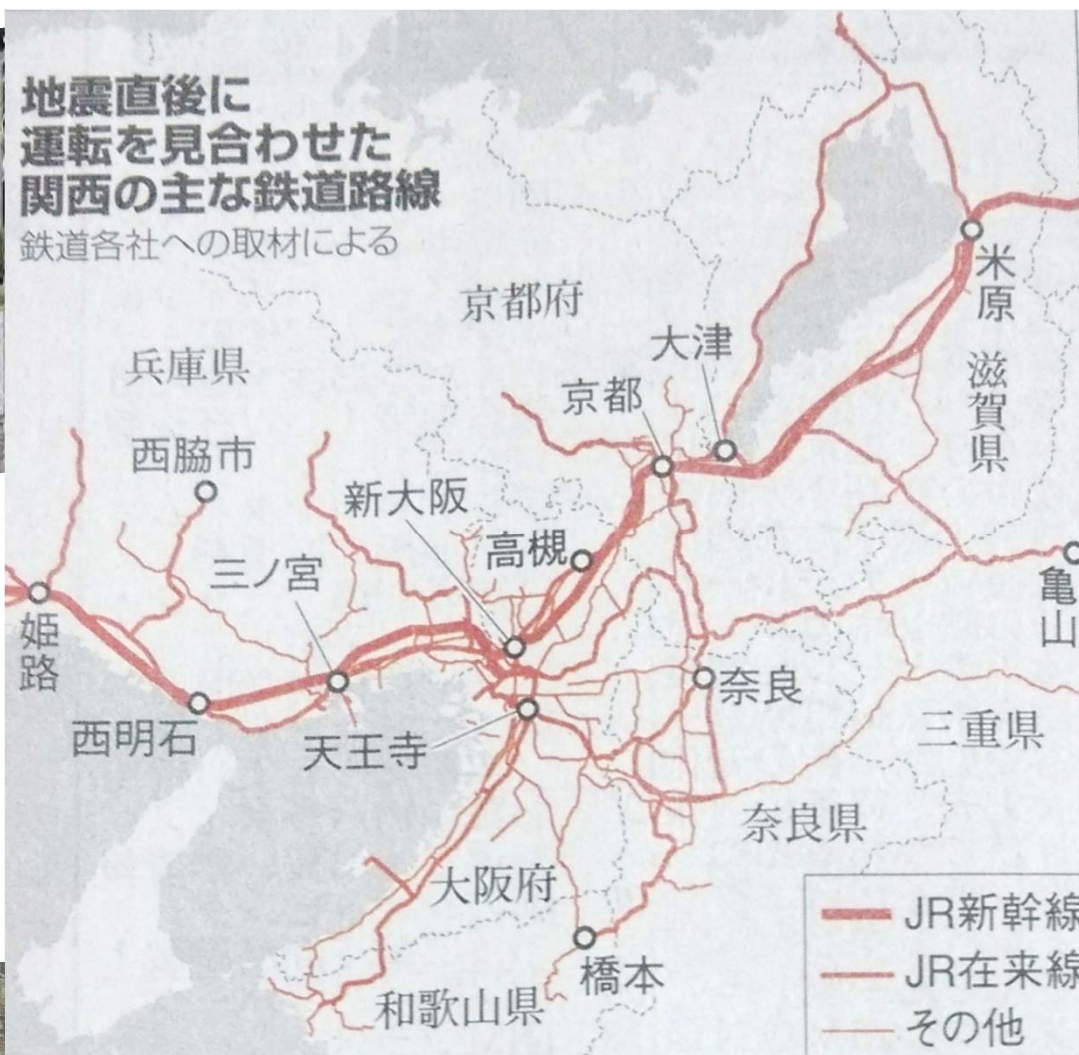 地震直後に
運転を見合わせた
関西の主な鉄道路線
鉄道各社への取材による
京都府
米原
大津
兵庫県
滋賀県
京都
西脇市
新大阪
高槻
三ノ宮
亀山
姫路
奈良
西明石
天王寺
三重県
奈良県
大阪府
JR新幹線
橋本
JR在来線
和歌山県
その他